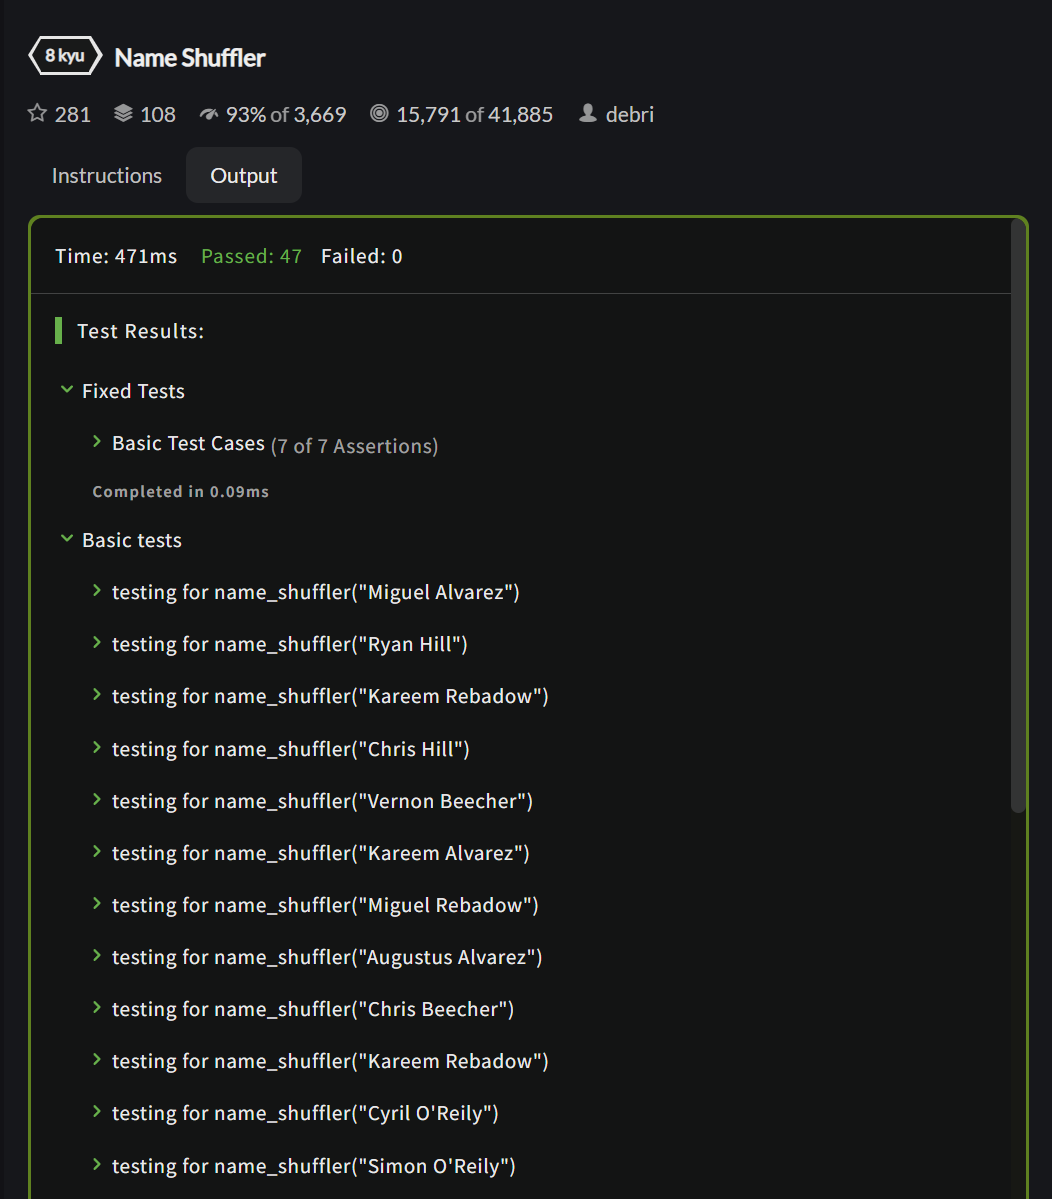 8 kyu Name Shuffler
281 108 93% of 3,669 15,791 of 41,885 debri
Instructions Output
Time: 471ms Passed: 47 Failed: 0
Test Results:
Fixed Tests
Basic Test Cases (7 of 7 Assertions)
Completed in 0.09ms
Basic tests
testing for name_shuffler("Miguel Alvarez")
testing for name_shuffler("Ryan Hill")
testing for name_shuffler("Kareem Rebadow")
testing for name_shuffler("Chris Hill")
testing for name_shuffler("Vernon Beecher")
testing for name_shuffler("Kareem Alvarez")
testing for name_shuffler("Miguel Rebadow")
testing for name_shuffler("Augustus Alvarez")
testing for name_shuffler("Chris Beecher")
testing for name_shuffler("Kareem Rebadow")
testing for name_shuffler("Cyril O'Reily")
testing for name_shuffler("Simon O'Reily")